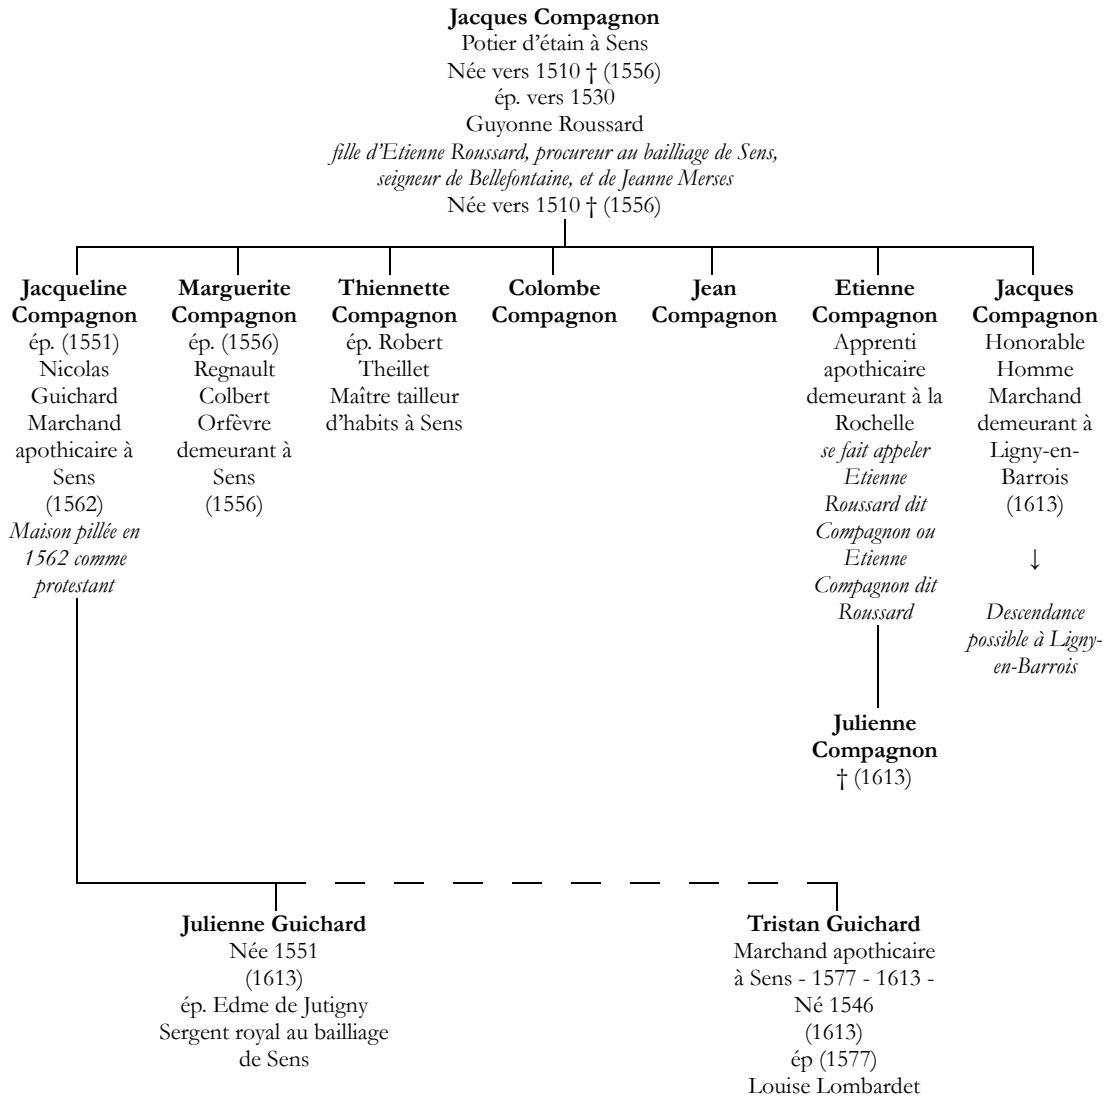 Jacques Compagnon
Potier d'étain à Sens
Née vers 1510 † (1556)
ép. vers 1530
Guyonne Roussard
fille d'Etienne Roussard, procureur au bailliage de Sens,
seigneur de Bellefontaine, et de Jeanne Merses
Née vers 1510 † (1556)
Jacqueline
Compagnon
ép. (1551)
Nicolas
Guichard
Marchand
apothicaire à
Sens
(1562)
Maison pillée en
1562 comme
protestant
Marguerite
Compagnon
ép. (1556)
Regnault
Colbert
Orfèvre
demeurant à
Sens
(1556)
Thiennette
Compagnon
ép. Robert
Theillet
Maître tailleur
d'habits à Sens
Colombe
Compagnon
Jean
Compagnon
Etienne
Compagnon
Apprenti
apothicaire
demeurant à la
Rochelle
se fait appeler
Etienne
Roussard dit
Compagnon ou
Etienne
Compagnon dit
Roussard
Jacques
Compagnon
Honorable
Homme
Marchand
demeurant à
Ligny-en-
Barrois
(1613)
↓
Descendance
possible à Ligny-
en-Barrois
Julienne
Compagnon
† (1613)
Julienne Guichard
Née 1551
(1613)
ép. Edme de Jutigny
Sergent royal au bailliage
de Sens
Tristan Guichard
Marchand apothicaire
à Sens - 1577 - 1613 -
Né 1546
(1613)
ép (1577)
Louise Lombardet